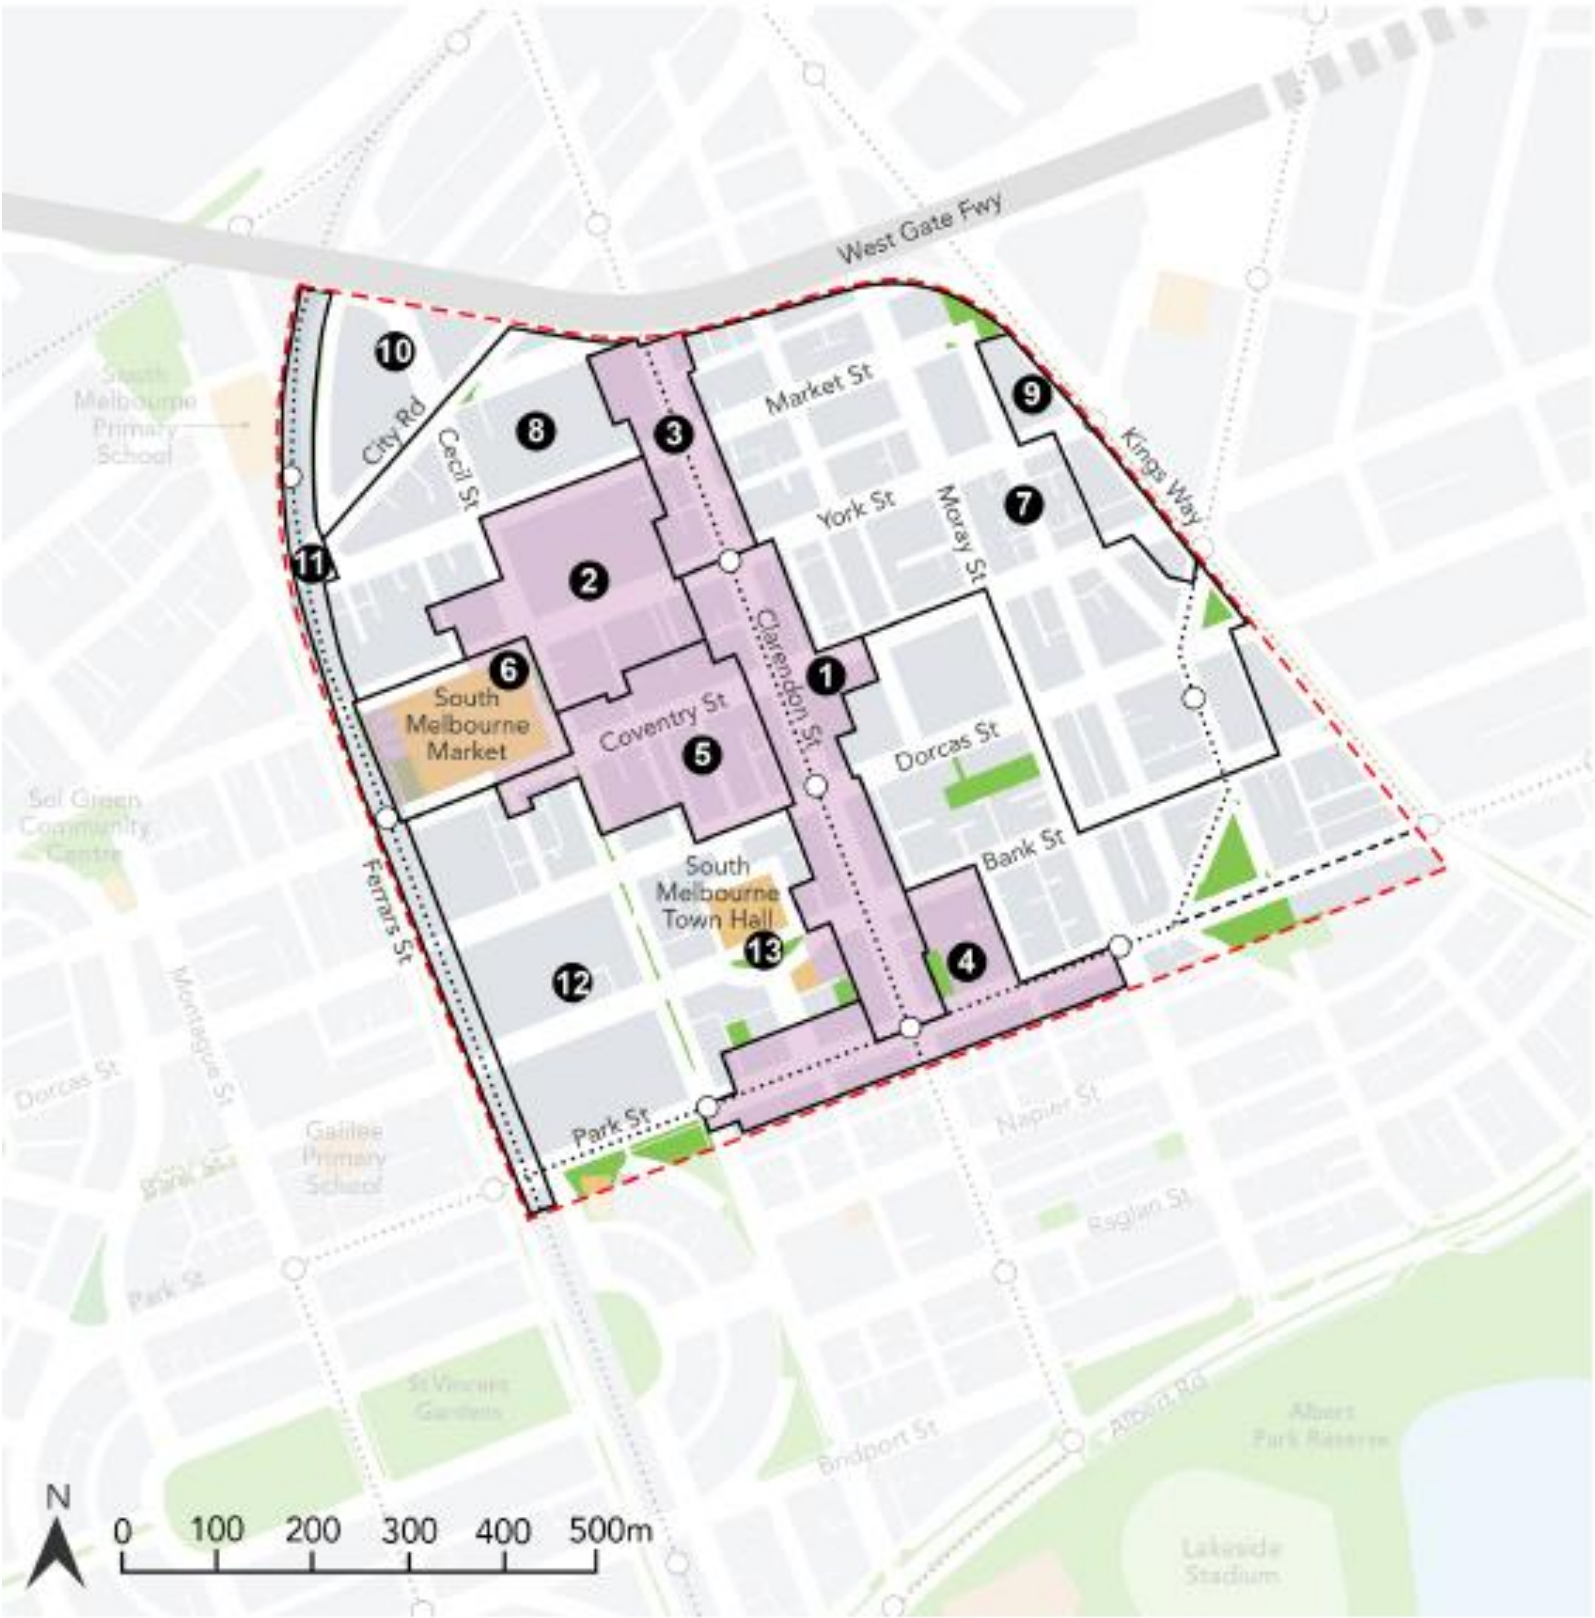 West Gate Fwy
10
9
Market St
City Rd
8
3
South
Melbourne
Primary
School
Kings Way
Cecil St
York St
Moray St
7
11
2
Clarendon St
6
1
South
Melbourne
Market
Coventry St
5
Dorcas St
Sol Green
Community
Centre
Bank St
South
Melbourne
Town Hall
Ferrars St
13
4
12
Montague St
Dorcas St
Park St
Napier St
Galilee
Primary
School
Bank St
Raglan St
Park St
St Vincent
Gardens
Albert Rd
Albert
Park Reserve
Bridport St
N
0 100 200 300 400 500m
Lakeside
Stadium